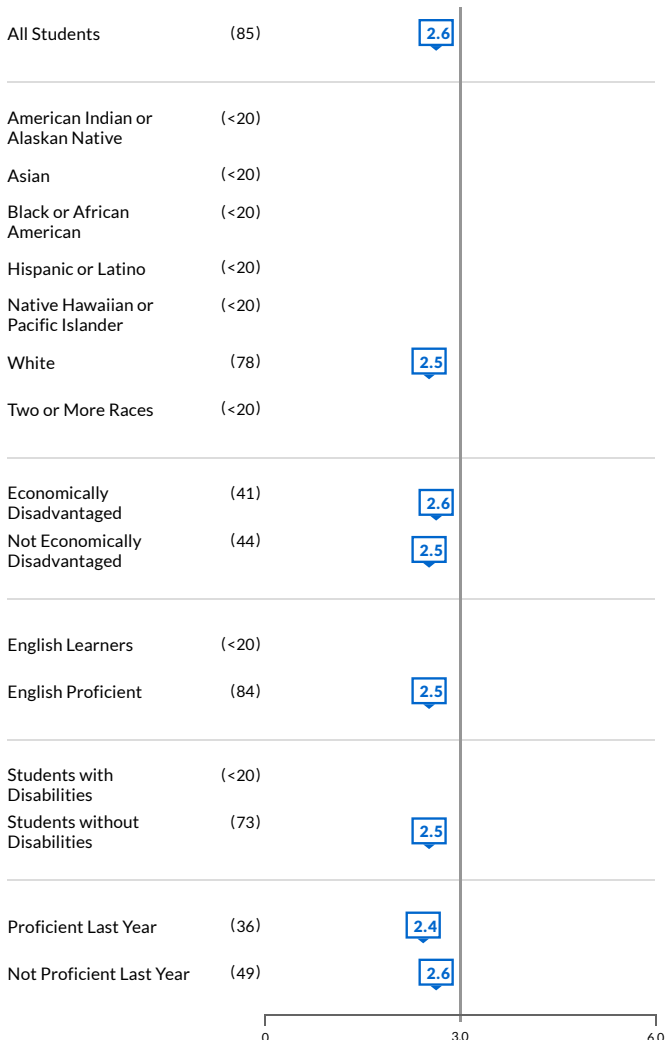 All Students (85) 2.6
American Indian or (<20)
Alaskan Native
Asian (<20)
Black or African (<20)
American
Hispanic or Latino (<20)
Native Hawaiian or (<20)
Pacific Islander
White (78) 2.5
Two or More Races (<20)
Economically (41) 2.6
Disadvantaged
Not Economically (44) 2.5
Disadvantaged
English Learners (<20)
English Proficient (84) 2.5
Students with (<20)
Disabilities
Students without (73) 2.5
Disabilities
Proficient Last Year (36) 2.4
Not Proficient Last Year (49) 2.6
0 3.0 6.0